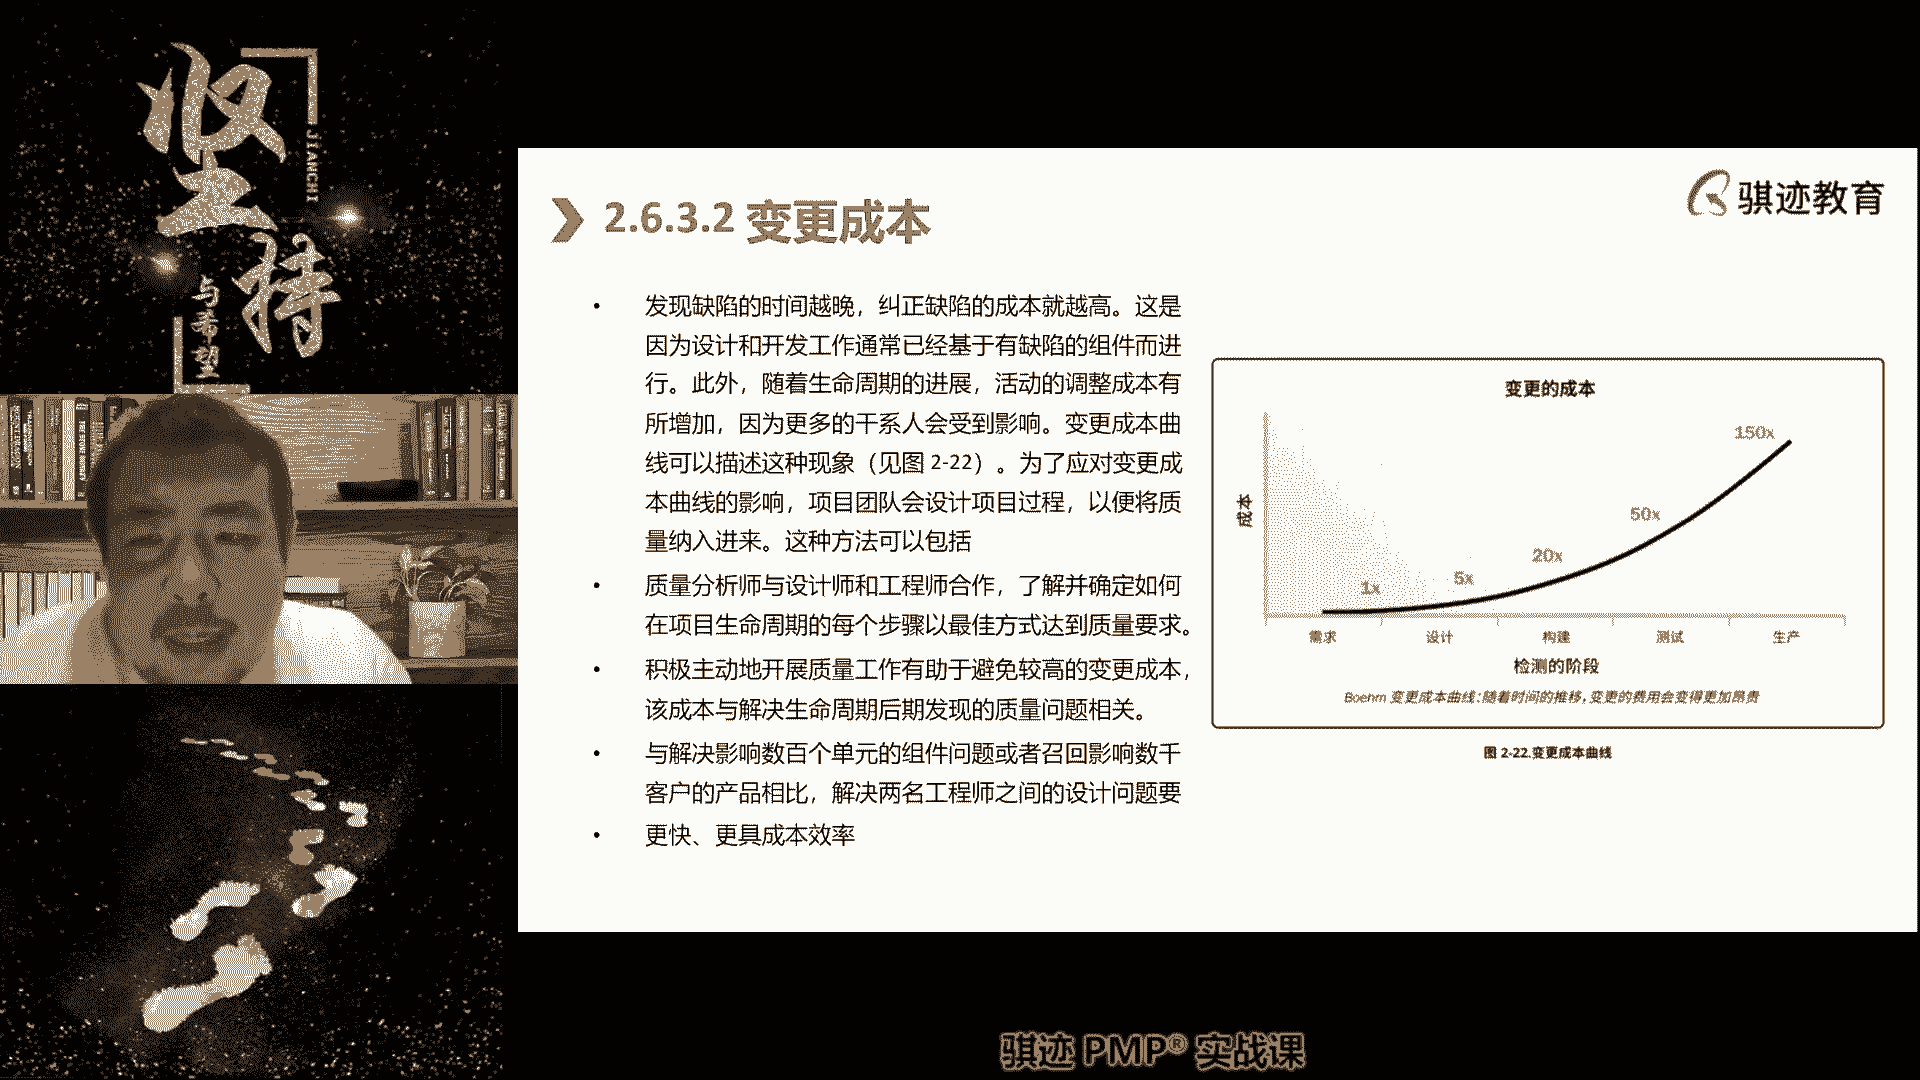 坚持
JIANCHI
与希望
骐迹教育
2.6.3.2 变更成本
• 发现缺陷的时间越晚，纠正缺陷的成本就越高。这是
因为设计和开发工作通常已经基于有缺陷的组件而进
行。此外，随着生命周期的进展，活动的调整成本有
所增加，因为更多的干系人会受到影响。变更成本曲
线可以描述这种现象（见图 2-22）。为了应对变更成
本曲线的影响，项目团队会设计项目过程，以便将质
量纳入进来。这种方法可以包括
• 质量分析师与设计师和工程师合作，了解并确定如何
在项目生命周期的每个步骤以最佳方式达到质量要求。
• 积极主动地开展质量工作有助于避免较高的变更成本，
该成本与解决生命周期后期发现的质量问题相关。
• 与解决影响数百个单元的组件问题或者召回影响数千
客户的产品相比，解决两名工程师之间的设计问题要
• 更快、更具成本效率
变更的成本
成本
1x
5x
20x
50x
150x
需求 设计 构建 测试 生产
检测的阶段
Boehm 变更成本曲线：随着时间的推移，变更的费用会变得更加昂贵
图 2-22.变更成本曲线
骐迹 PMP® 实战课